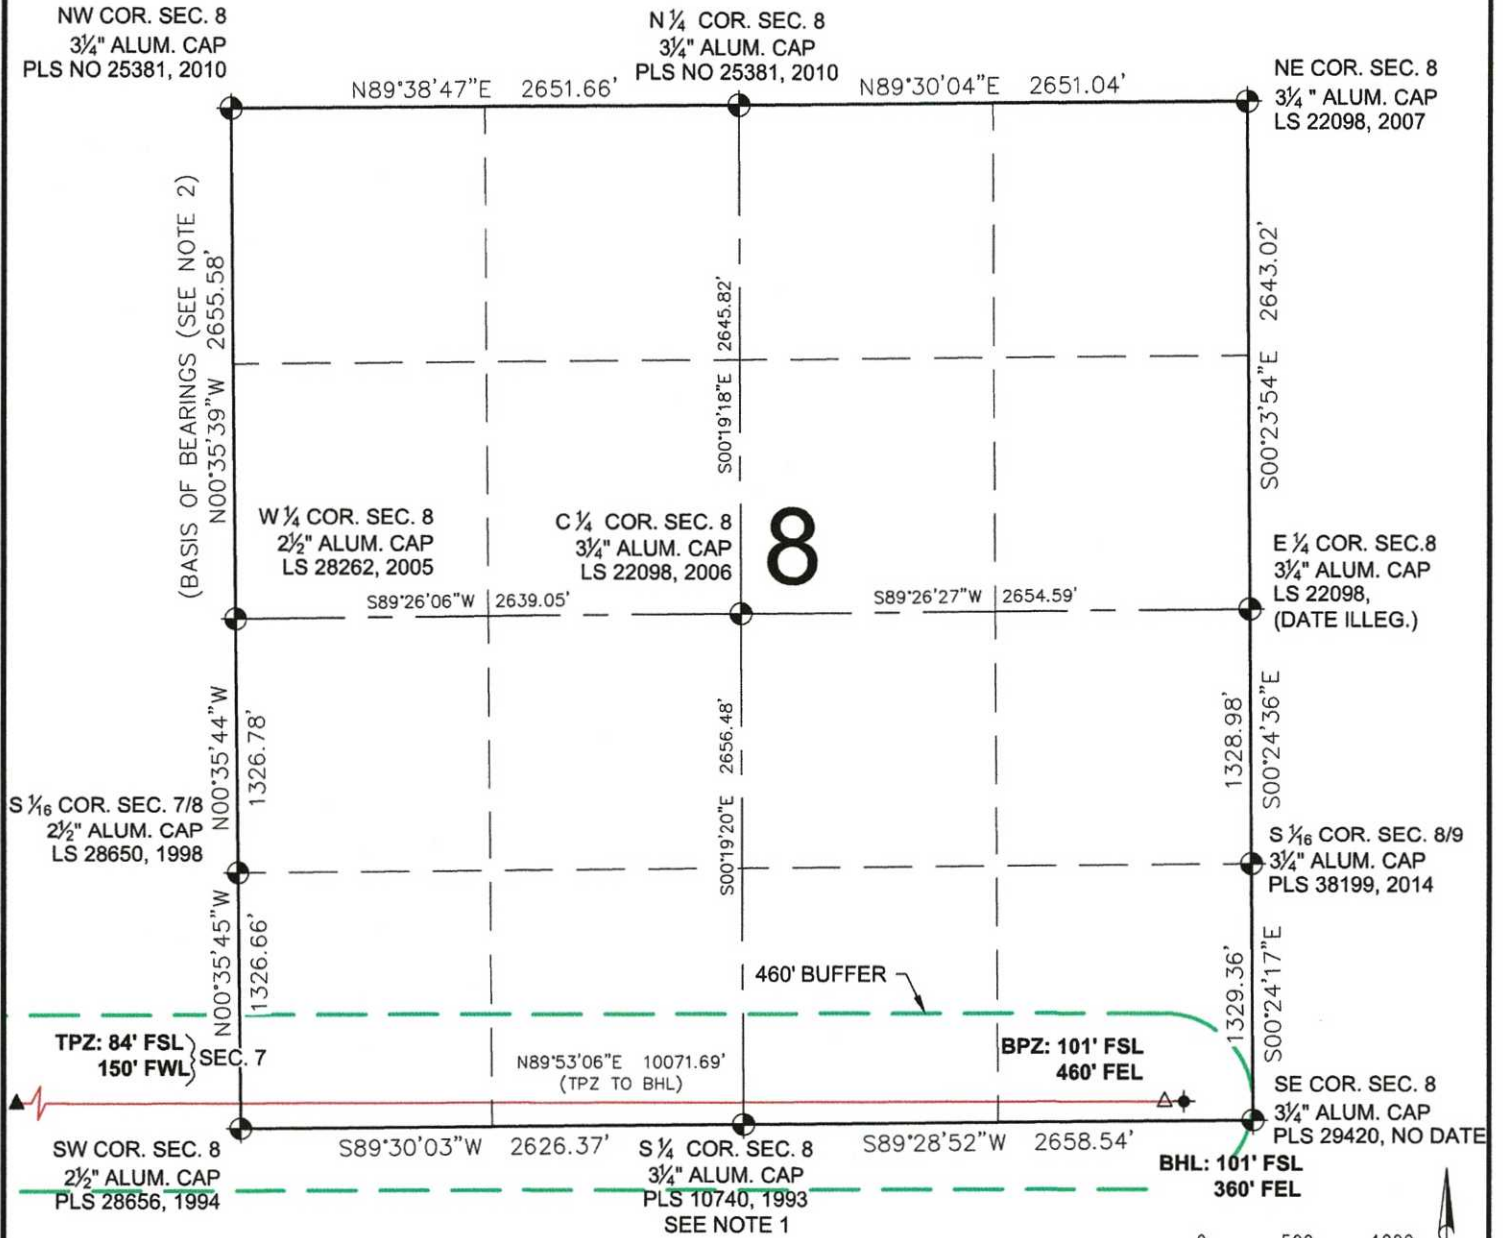 NW COR. SEC. 8
3¼" ALUM. CAP
PLS NO 25381, 2010
N ¼ COR. SEC. 8
3¼" ALUM. CAP
PLS NO 25381, 2010
NE COR. SEC. 8
3¼" ALUM. CAP
LS 22098, 2007
N89°38'47"E 2651.66'
N89°30'04"E 2651.04'
(BASIS OF BEARINGS (SEE NOTE 2)
N00°35'39"W 2655.58'
S00°19'18"E 2645.82'
S00°23'54"E 2643.02'
W ¼ COR. SEC. 8
2½" ALUM. CAP
LS 28262, 2005
C ¼ COR. SEC. 8
3¼" ALUM. CAP
LS 22098, 2006
8
E ¼ COR. SEC.8
3¼" ALUM. CAP
LS 22098,
(DATE ILLEG.)
S89°26'06"W 2639.05'
S89°26'27"W 2654.59'
N00°35'44"W
1326.78'
S00°19'20"E 2656.48'
1328.98'
S00°24'36"E
S 1⁄16 COR. SEC. 7/8
2½" ALUM. CAP
LS 28650, 1998
S 1⁄16 COR. SEC. 8/9
3¼" ALUM. CAP
PLS 38199, 2014
N00°35'45"W
1326.66'
460' BUFFER
1329.36'
S00°24'17"E
TPZ: 84' FSL
150' FWL
SEC. 7
N89°53'06"E 10071.69'
(TPZ TO BHL)
BPZ: 101' FSL
460' FEL
SE COR. SEC. 8
3¼" ALUM. CAP
PLS 29420, NO DATE
S89°30'03"W 2626.37'
S89°28'52"W 2658.54'
SW COR. SEC. 8
2½" ALUM. CAP
PLS 28656, 1994
S ¼ COR. SEC. 8
3¼" ALUM. CAP
PLS 10740, 1993
SEE NOTE 1
BHL: 101' FSL
360' FEL
0 500 1000